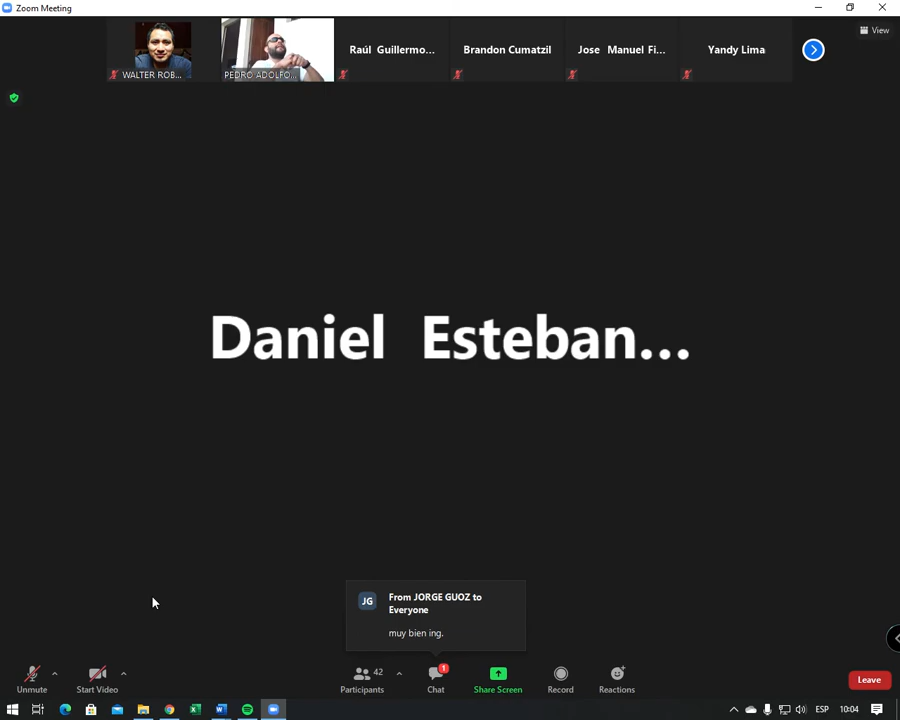 Zoom Meeting
View
WALTER ROB...
PEDRO ADOLFO...
Raúl Guillermo...
Brandon Cumatzil
Jose Manuel Fi...
Yandy Lima
Daniel Esteban...
JG
From JORGE GUOZ to
Everyone
muy bien ing.
Unmute
Start Video
42
Participants
1
Chat
Share Screen
Record
Reactions
Leave
ESP
10:04